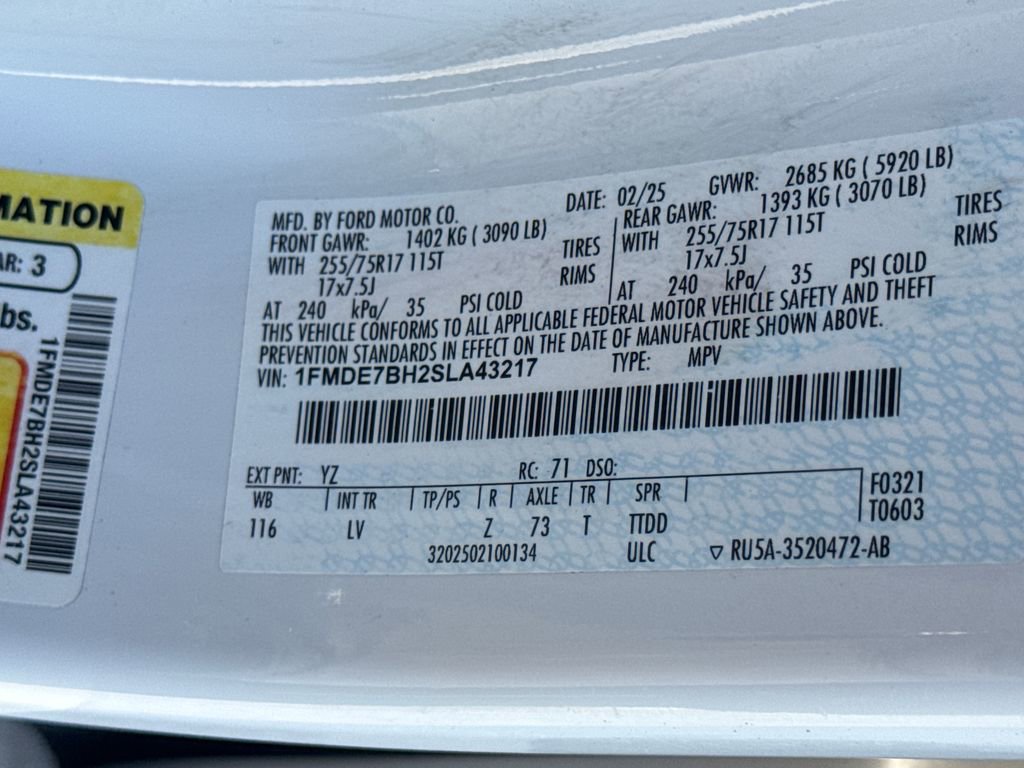 MATION
AR: 3
bs.
1FMDE7BH2SLA43217
MFD. BY FORD MOTOR CO.
DATE: 02/25 GVWR: 2685 KG ( 5920 LB)
FRONT GAWR: 1402 KG ( 3090 LB)
WITH 255/75R17 115T TIRES
17x7.5J RIMS
AT 240 kPa/ 35 PSI COLD
REAR GAWR: 1393 KG ( 3070 LB)
WITH 255/75R17 115T TIRES
17x7.5J RIMS
AT 240 kPa/ 35 PSI COLD
THIS VEHICLE CONFORMS TO ALL APPLICABLE FEDERAL MOTOR VEHICLE SAFETY AND THEFT
PREVENTION STANDARDS IN EFFECT ON THE DATE OF MANUFACTURE SHOWN ABOVE.
VIN: 1FMDE7BH2SLA43217 TYPE: MPV
EXT PNT: YZ RC: 71 DSO:
WB INT TR TP/PS R AXLE TR SPR F0321
116 LV Z 73 T TTDD T0603
3202502100134 ULC ▽ RU5A-3520472-AB